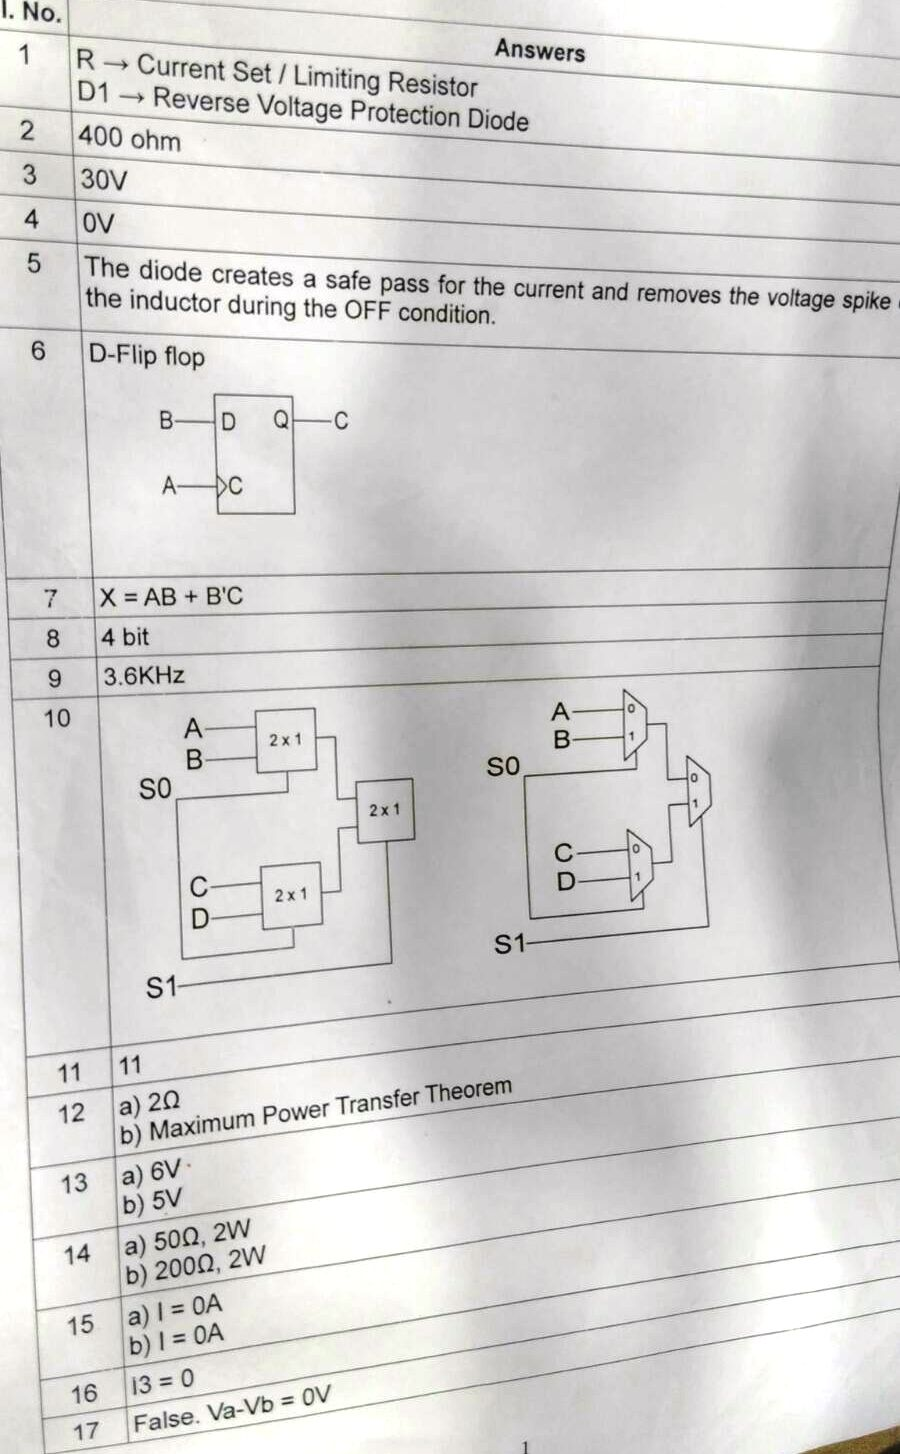 l. No.
Answers
1
R → Current Set / Limiting Resistor
D1 → Reverse Voltage Protection Diode
2
400 ohm
3
30V
4
0V
5
The diode creates a safe pass for the current and removes the voltage spike
the inductor during the OFF condition.
6
D-Flip flop
B D Q C
A C
7
X = AB + B'C
8
4 bit
9
3.6KHz
10
A
B
2 x 1
S0
2 x 1
C
D
2 x 1
S1
A 0
B 1
S0
0
1
C 0
D 1
S1
11
11
12
a) 2Ω
b) Maximum Power Transfer Theorem
13
a) 6V
b) 5V
14
a) 50Ω, 2W
b) 200Ω, 2W
15
a) I = 0A
b) I = 0A
16
i3 = 0
17
False. Va-Vb = 0V
1